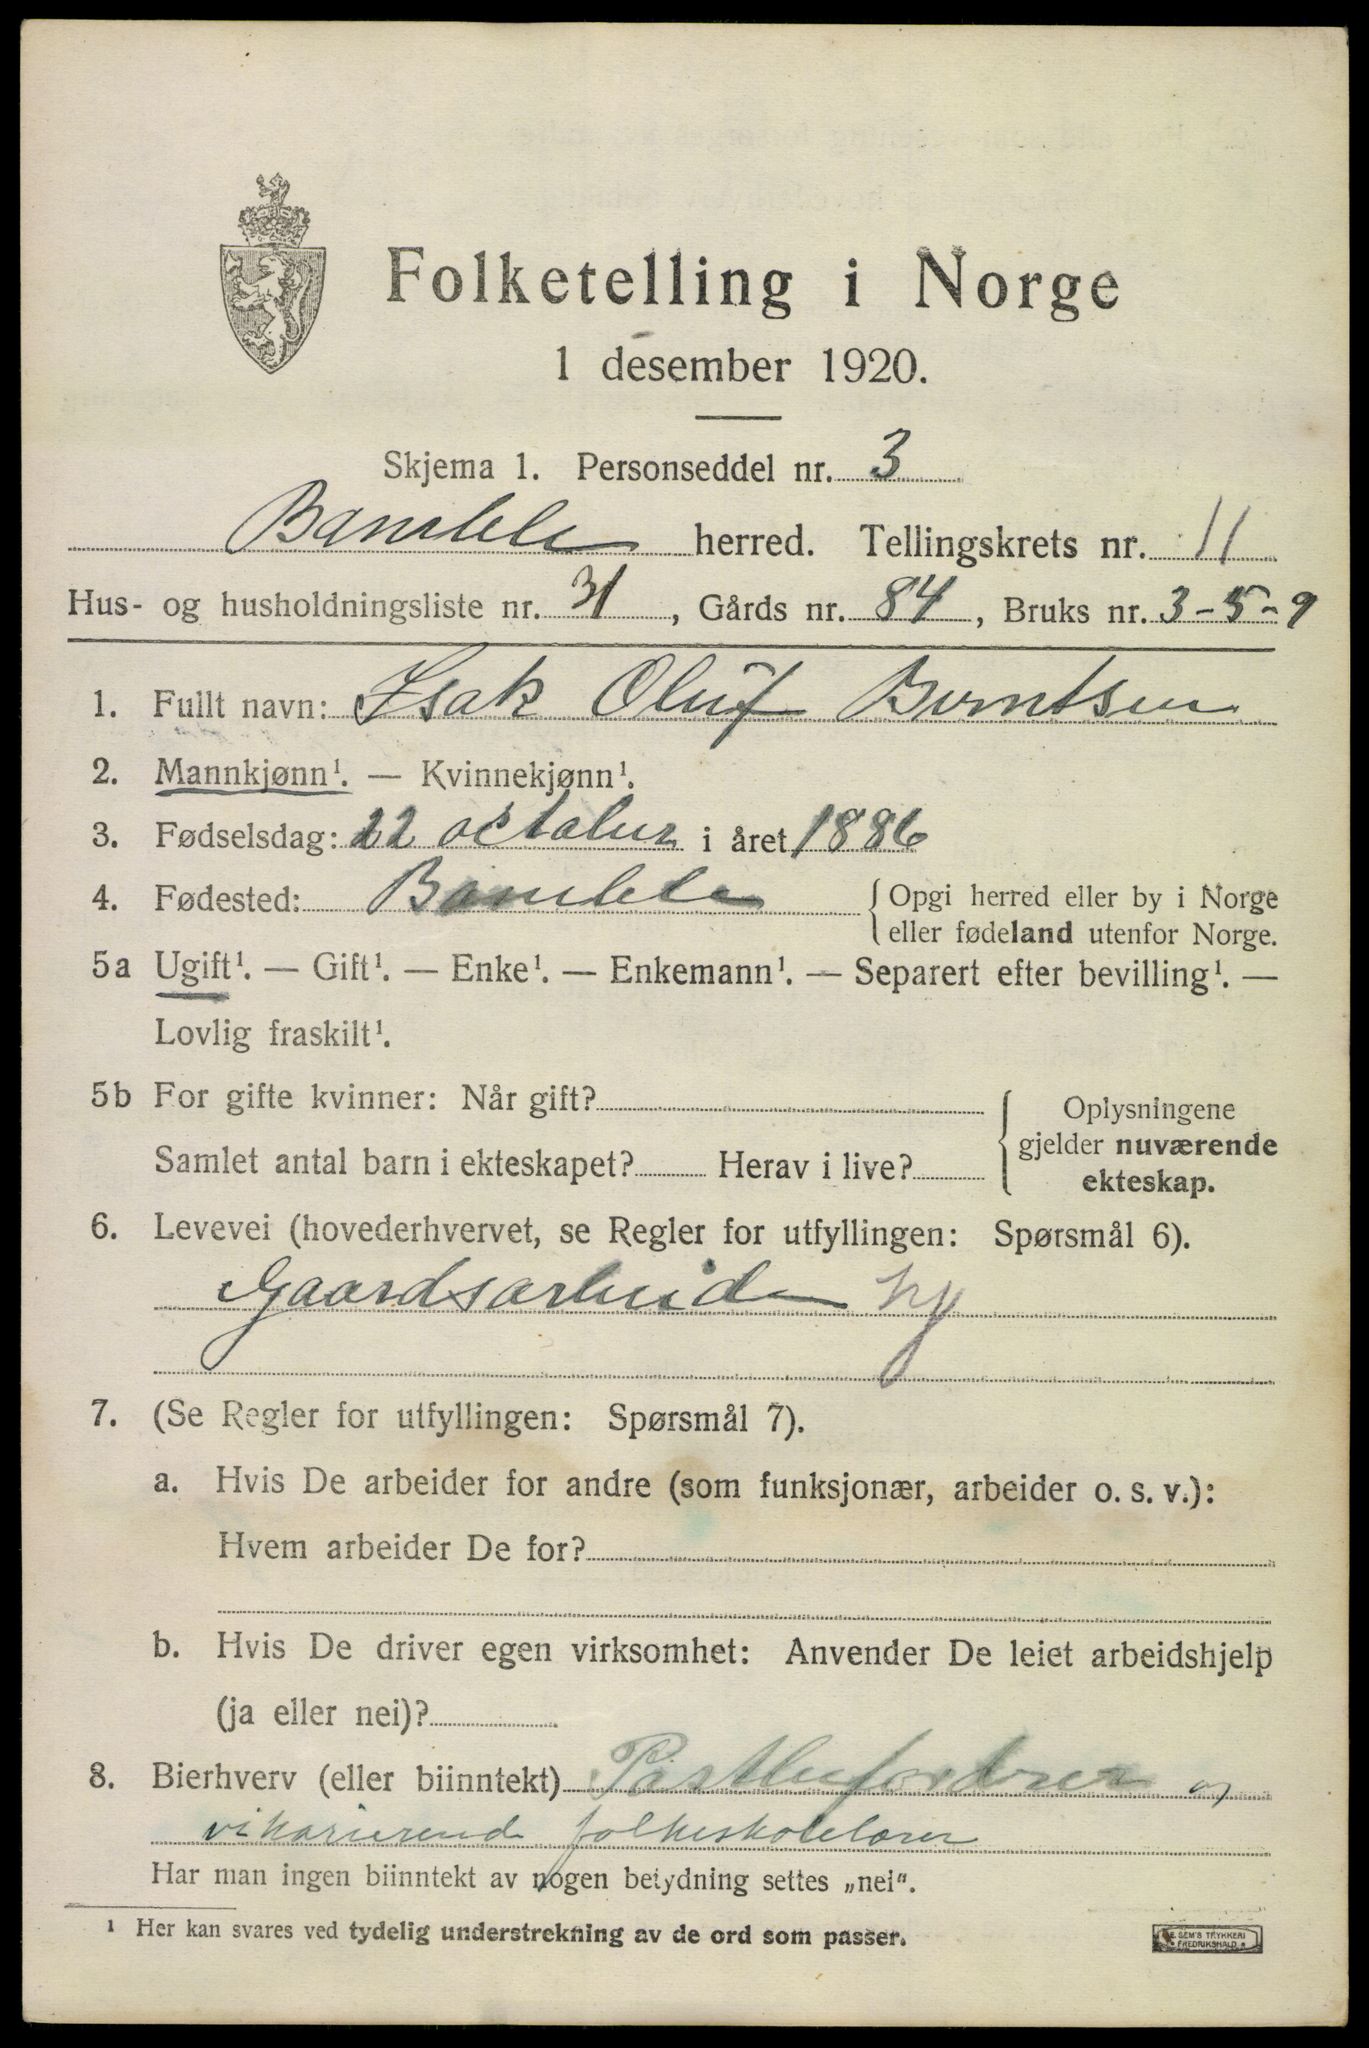 Folketelling i Norge
1 desember 1920.
Skjema 1. Personseddel nr. 3
Bamble herred. Tellingskrets nr. 11
Hus- og husholdningsliste nr. 31, Gårds nr. 84, Bruks nr. 3-5-9
1. Fullt navn: Isak Oluf Berntsen
2. Mannkjønn¹. — Kvinnekjønn¹.
3. Fødselsdag: 22 october i året 1886
4. Fødested: Bamble { Opgi herred eller by i Norge
eller fødeland utenfor Norge.
5a Ugift¹. — Gift¹. — Enke¹. — Enkemann¹. — Separert efter bevilling¹. —
Lovlig fraskilt¹.
5b For gifte kvinner: Når gift?
Samlet antal barn i ekteskapet? Herav i live?
{ Oplysningene
gjelder nuværende
ekteskap.
6. Levevei (hovederhvervet, se Regler for utfyllingen: Spørsmål 6).
Gaardsarbeider
7. (Se Regler for utfyllingen: Spørsmål 7).
a. Hvis De arbeider for andre (som funksjonær, arbeider o. s. v.):
Hvem arbeider De for?
b. Hvis De driver egen virksomhet: Anvender De leiet arbeidshjelp
(ja eller nei)?
8. Bierhverv (eller biinntekt) Postbefordrer og
vikarierende folkeskolelærer
Har man ingen biinntekt av nogen betydning settes „nei“.
¹ Her kan svares ved tydelig understrekning av de ord som passer.
E. SEM'S TRYKKERI
FREDRIKSHALD